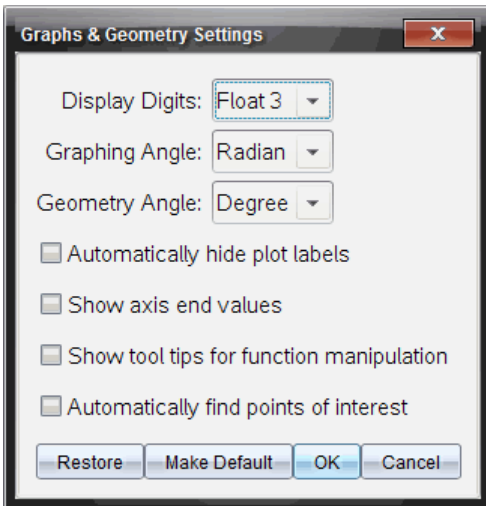 Graphs & Geometry Settings
Display Digits: Float 3
Graphing Angle: Radian
Geometry Angle: Degree
Automatically hide plot labels
Show axis end values
Show tool tips for function manipulation
Automatically find points of interest
Restore Make Default OK Cancel